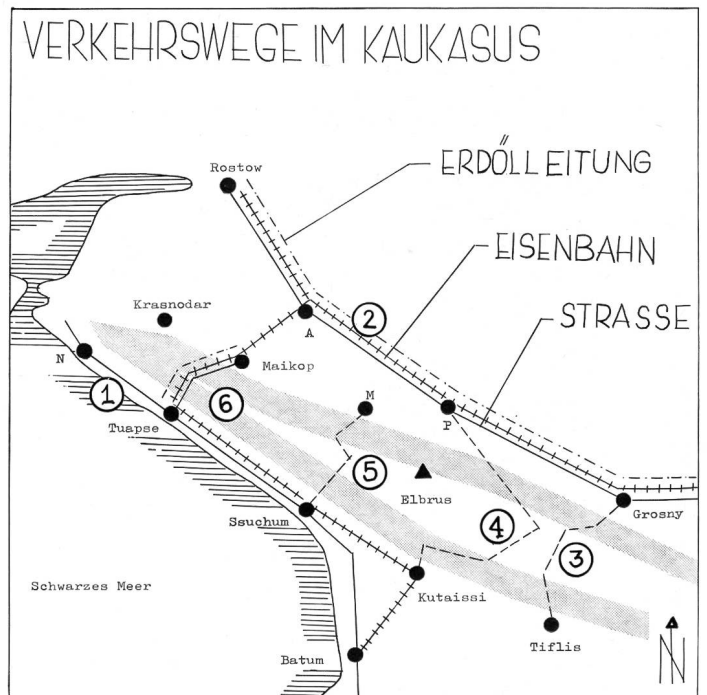 VERKEHRSWEGE IM KAUKASUS
ERDÖLLEITUNG
Rostow
EISENBAHN
STRASSE
Krasnodar
2
A
N
Maikop
1
6
M
P
Tuapse
5
Elbrus
Grosny
Ssuchum
4
3
Schwarzes Meer
Kutaissi
Tiflis
N
Batum